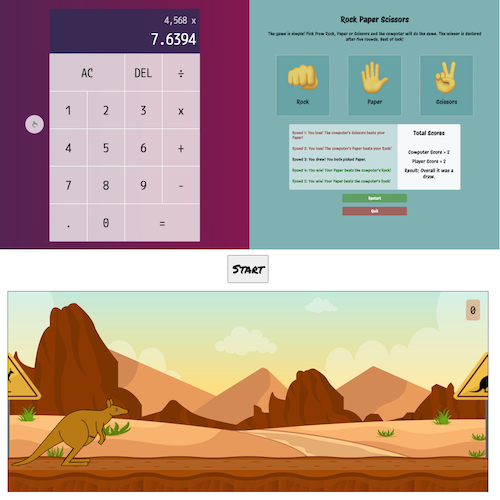 4,568 x
7.6394
AC DEL ÷
1 2 3 x
4 5 6 +
7 8 9 -
. 0 =
Rock Paper Scissors
The game is simple! Pick from Rock, Paper or Scissors and the computer will do the same. The winner is declared
after five rounds. Best of luck!
Rock
Paper
Scissors
Round 1: You lose! The computer's Scissors beats your
Paper!
Round 2: You lose! The computer's Paper beats your Rock!
Round 3: You drew! You both picked Paper.
Round 4: You win! Your Paper beats the computer's Rock!
Round 5: You win! Your Paper beats the computer's Rock!
Total Scores
Computer Score = 2
Player Score = 2
Result: Overall it was a
draw.
Restart
Quit
START
0